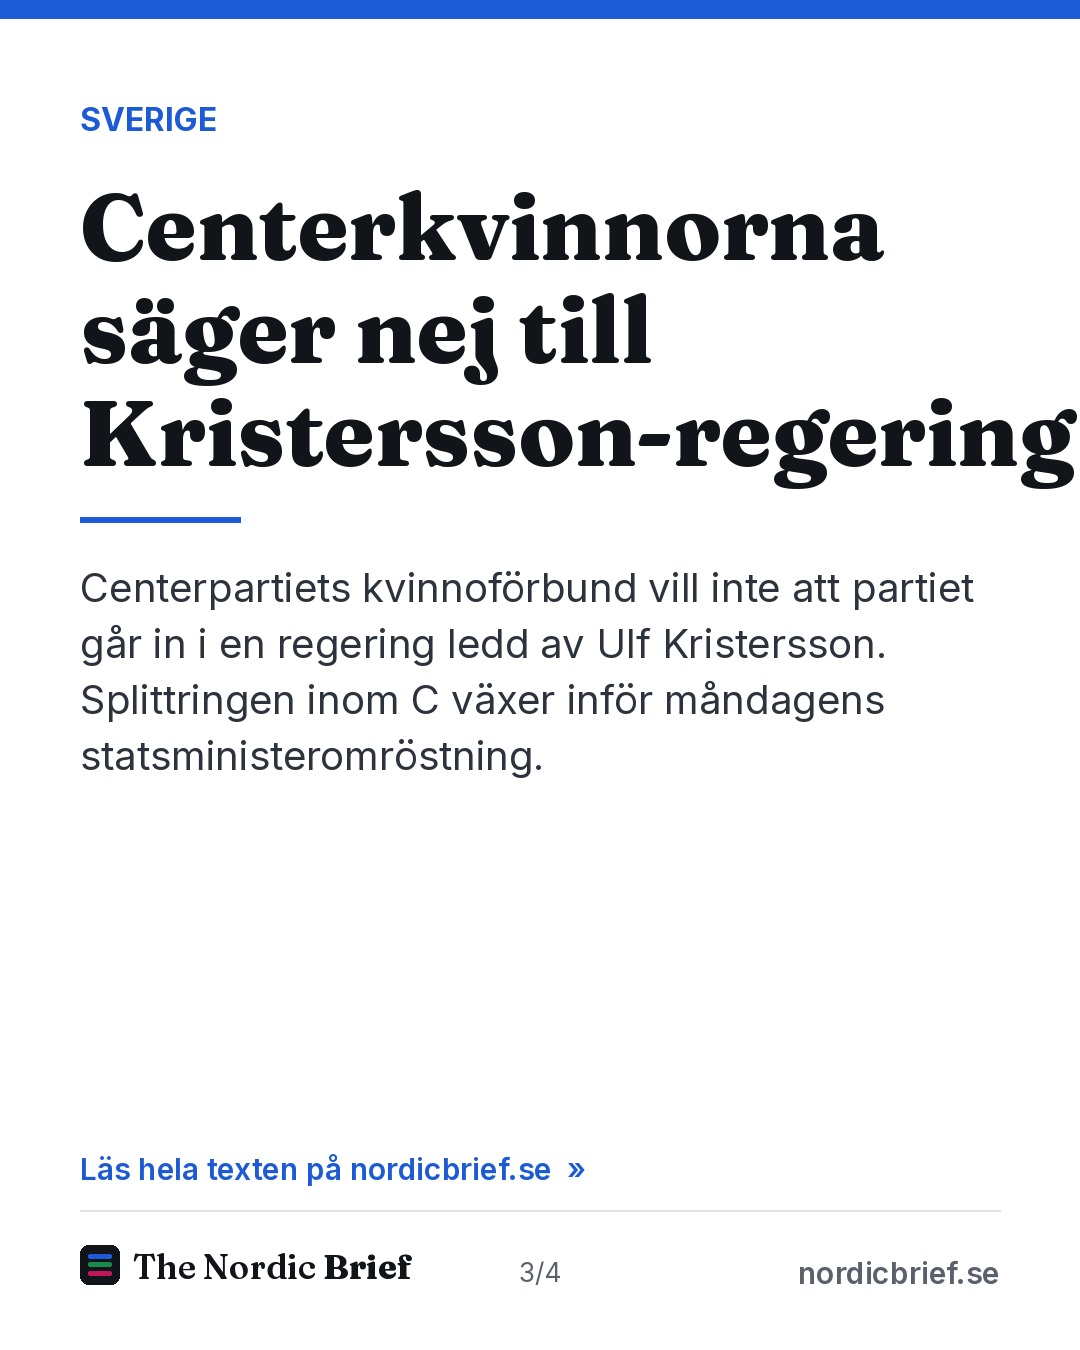 SVERIGE
Centerkvinnorna
säger nej till
Kristersson-regering
Centerpartiets kvinnoförbund vill inte att partiet
går in i en regering ledd av Ulf Kristersson.
Splittringen inom C växer inför måndagens
statsministeromröstning.
Läs hela texten på nordicbrief.se »
The Nordic Brief
3/4
nordicbrief.se